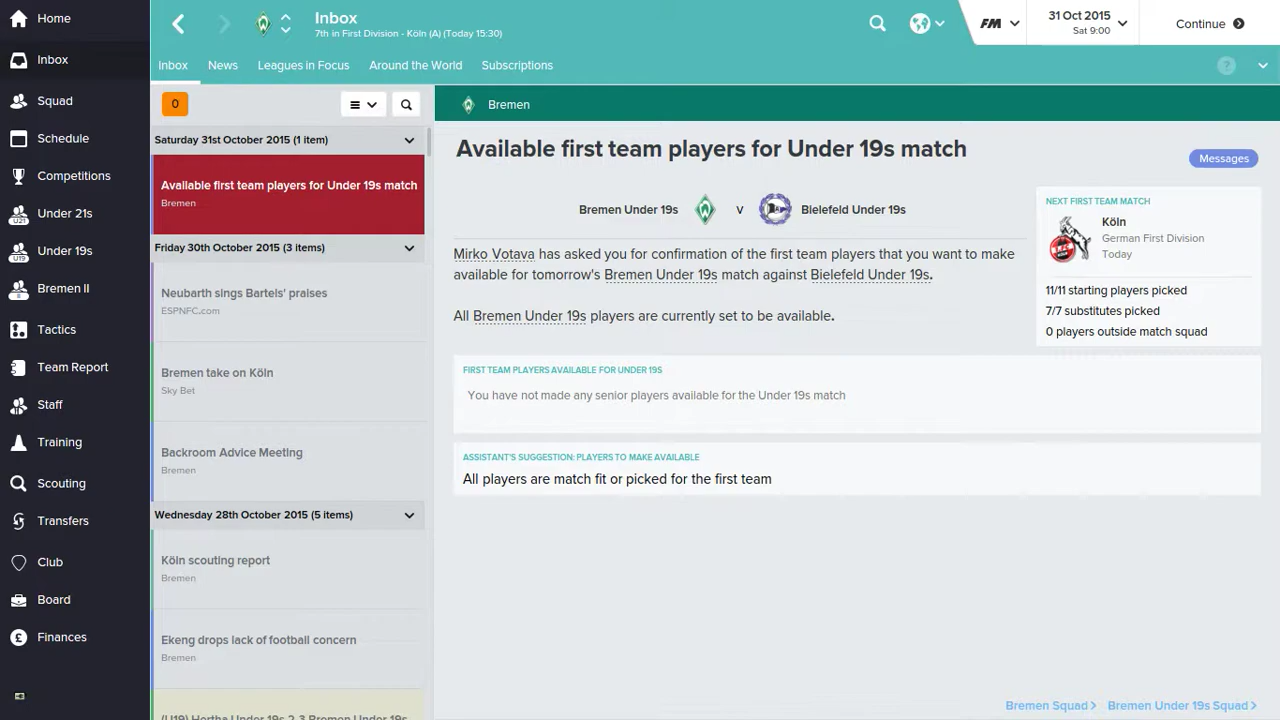 Home
Inbox
Squad
Schedule
Competitions
Under 21s
Under 19s
Bremen II
Tactics
Team Report
Staff
Training
Scouting
Transfers
Club
Board
Finances
Inbox
7th in First Division - Köln (A) (Today 15:30)
FM
31 Oct 2015
Sat 9:00
Continue
Inbox News Leagues in Focus Around the World Subscriptions
?
0
Saturday 31st October 2015 (1 item)
Available first team players for Under 19s match
Bremen
Friday 30th October 2015 (3 items)
Neubarth sings Bartels' praises
ESPNFC.com
Bremen take on Köln
Sky Bet
Backroom Advice Meeting
Bremen
Wednesday 28th October 2015 (5 items)
Köln scouting report
Bremen
Ekeng drops lack of football concern
Bremen
(U19) Hertha Under 19s 2-3 Bremen Under 19s
Bremen
Available first team players for Under 19s match
Messages
Bremen Under 19s v Bielefeld Under 19s
Mirko Votava has asked you for confirmation of the first team players that you want to make
available for tomorrow's Bremen Under 19s match against Bielefeld Under 19s.
All Bremen Under 19s players are currently set to be available.
NEXT FIRST TEAM MATCH
Köln
German First Division
Today
11/11 starting players picked
7/7 substitutes picked
0 players outside match squad
FIRST TEAM PLAYERS AVAILABLE FOR UNDER 19S
You have not made any senior players available for the Under 19s match
ASSISTANT'S SUGGESTION: PLAYERS TO MAKE AVAILABLE
All players are match fit or picked for the first team
Bremen Squad > Bremen Under 19s Squad >